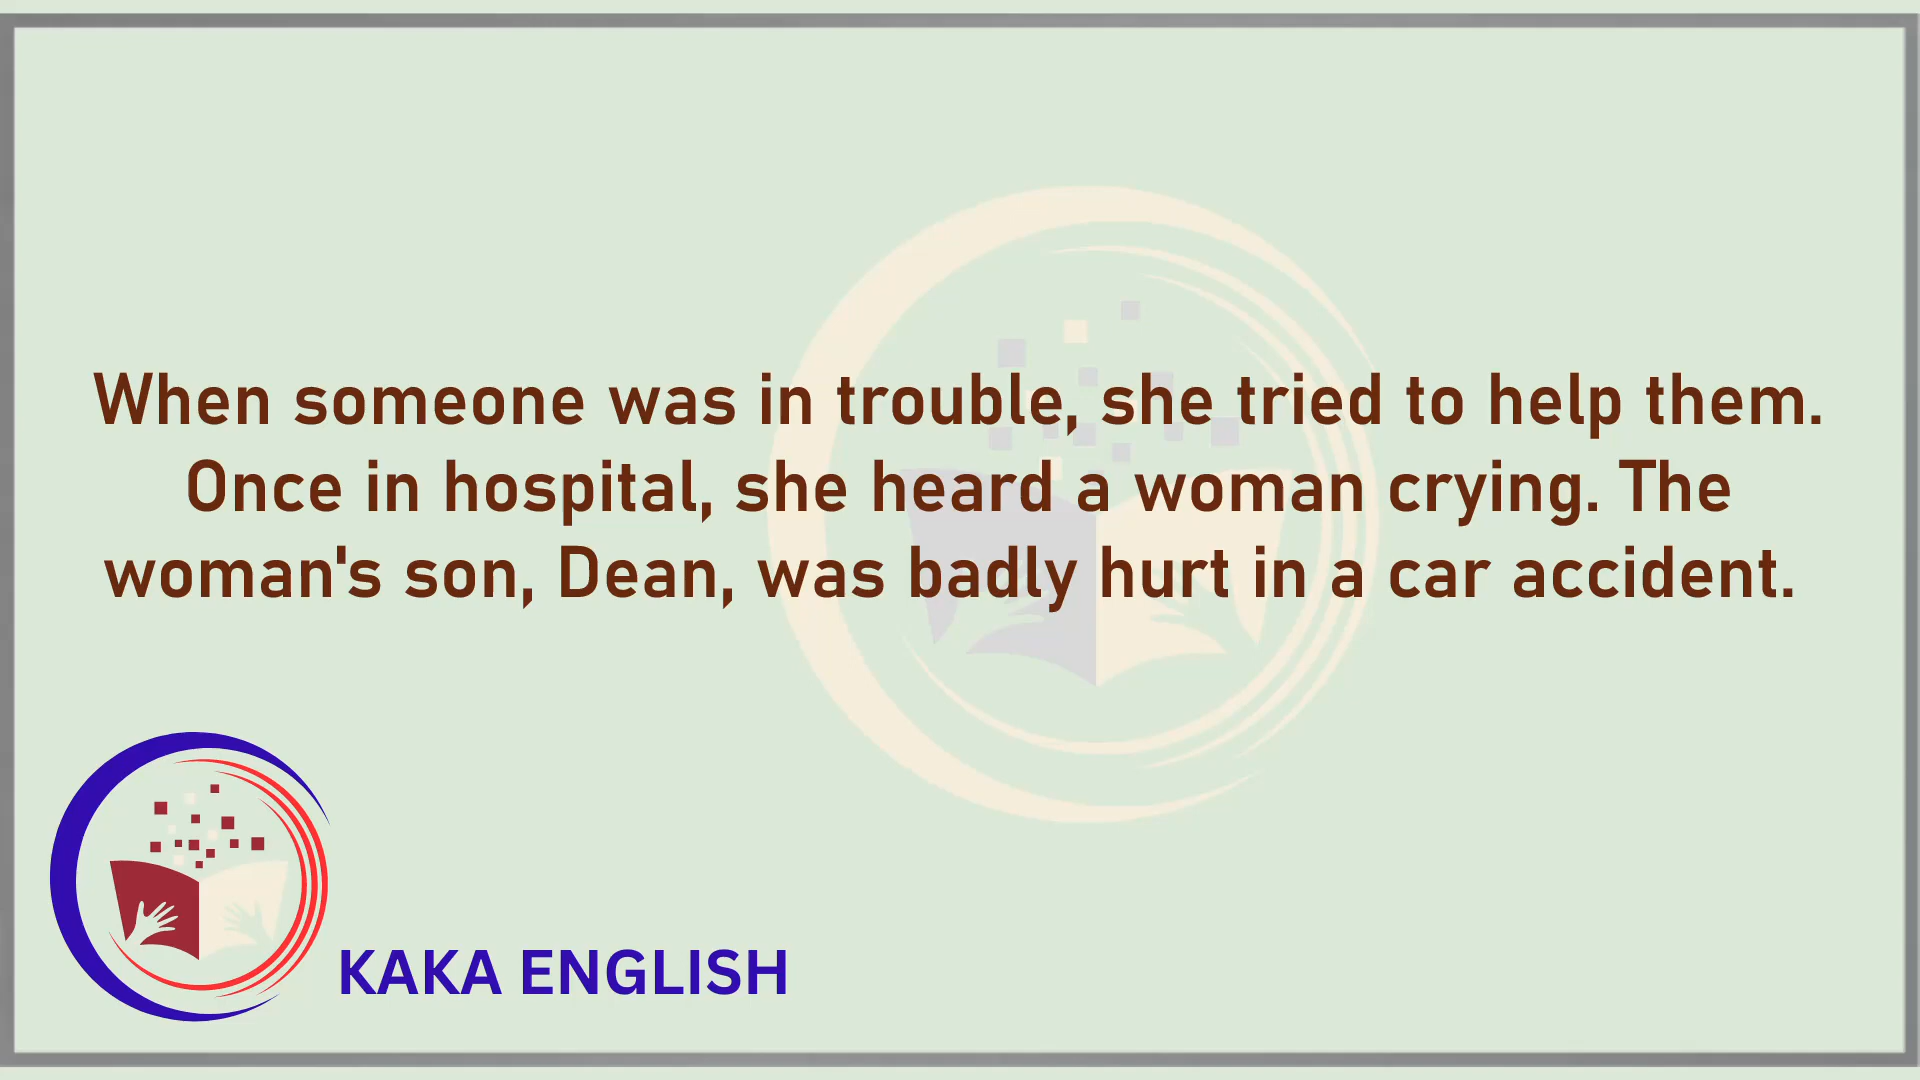 When someone was in trouble, she tried to help them.
Once in hospital, she heard a woman crying. The
woman's son, Dean, was badly hurt in a car accident.
KAKA ENGLISH